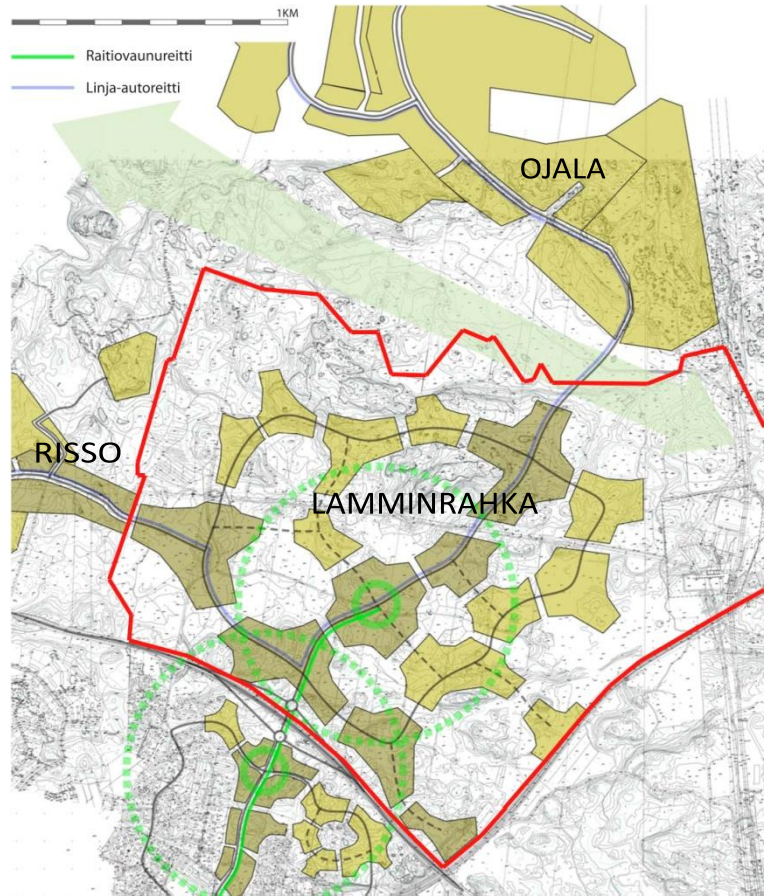 1KM
Raitiovaunureitti
Linja-autoreitti
OJALA
RISSO
LAMMINRAHKA